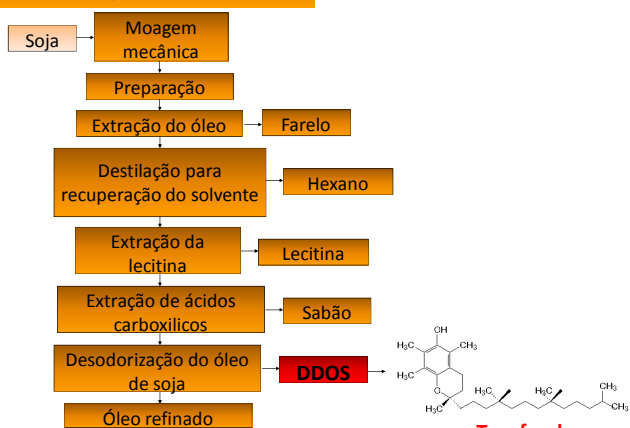 Soja
Moagem
mecânica
Preparação
Extração do óleo
Farelo
Destilação para
recuperação do solvente
Hexano
Extração da
lecitina
Lecitina
Extração de ácidos
carboxilicos
Sabão
Desodorização do óleo
de soja
DDOS
Óleo refinado
OH
H₃C
CH₃
H₃C
O
CH₃
H₃C
H₃C
H₃C
CH₃
CH₃